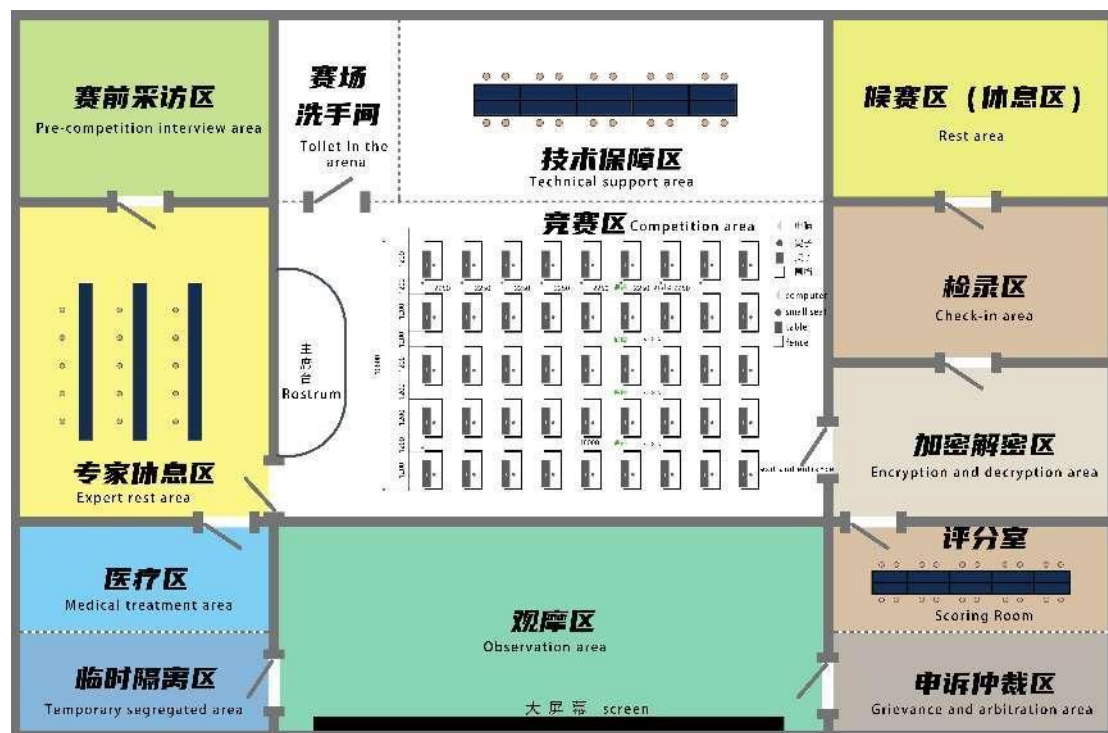 赛前采访区
Pre-competition interview area
赛场
洗手间
Toilet In the
arena
技术保障区
Technical support area
候赛区（休息区）
Rest area
竞赛区 Competition area
computer
small seat
table
fence
检录区
Check-in area
主席台
Rostrum
专家休息区
Expert rest area
exit and entrance
加密解密区
Encryption and decryption area
医疗区
Medical treatment area
观摩区
Observation area
评分室
Scoring Room
临时隔离区
Temporary segregated area
申诉仲裁区
Grievance and arbitration area
大屏幕 screen